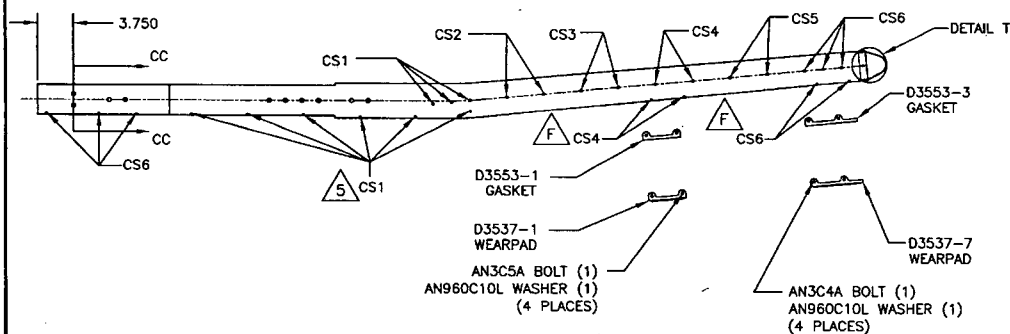 3.750
CC
CC
CS6
CS1
5
CS1
CS2
CS3
CS4
CS5
CS6
DETAIL T
F
CS4
F
CS6
D3553-3
GASKET
D3553-1
GASKET
D3537-1
WEARPAD
AN3C5A BOLT (1)
AN960C10L WASHER (1)
(4 PLACES)
D3537-7
WEARPAD
AN3C4A BOLT (1)
AN960C10L WASHER (1)
(4 PLACES)